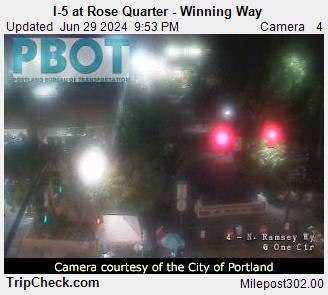 I-5 at Rose Quarter - Winning Way
Updated Jun 29 2024 9:53 PM Camera 4
PBOT
PORTLAND BUREAU OF TRANSPORTATION
4 - N. Ramsey Wy
@ One Ctr
Camera courtesy of the City of Portland
TripCheck.com Milepost302.00